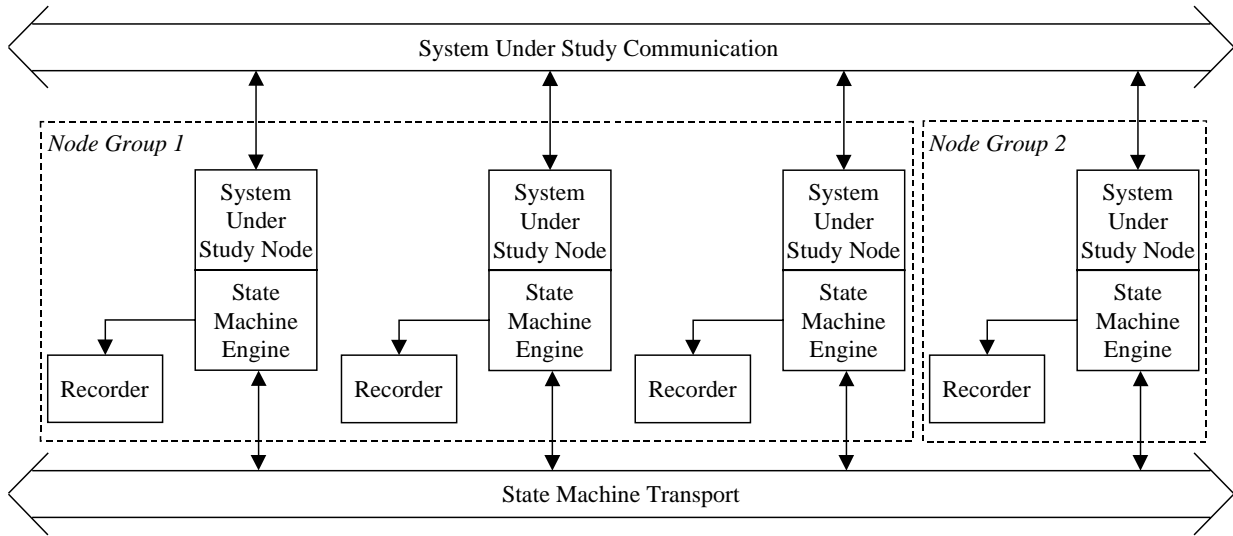 System Under Study Communication
Node Group 1
Node Group 2
System
Under
Study Node
State
Machine
Engine
Recorder
System
Under
Study Node
State
Machine
Engine
Recorder
System
Under
Study Node
State
Machine
Engine
Recorder
System
Under
Study Node
State
Machine
Engine
Recorder
State Machine Transport